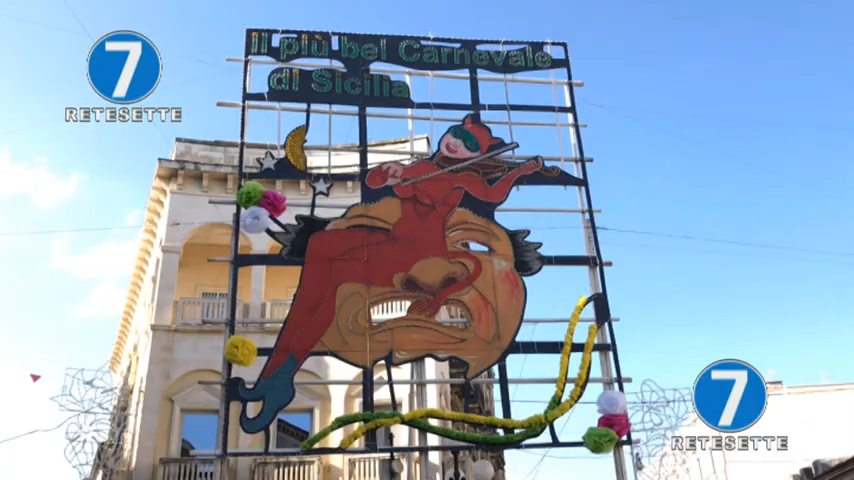 7
RETESETTE
Il più bel Carnevale
di Sicilia
7
RETESETTE